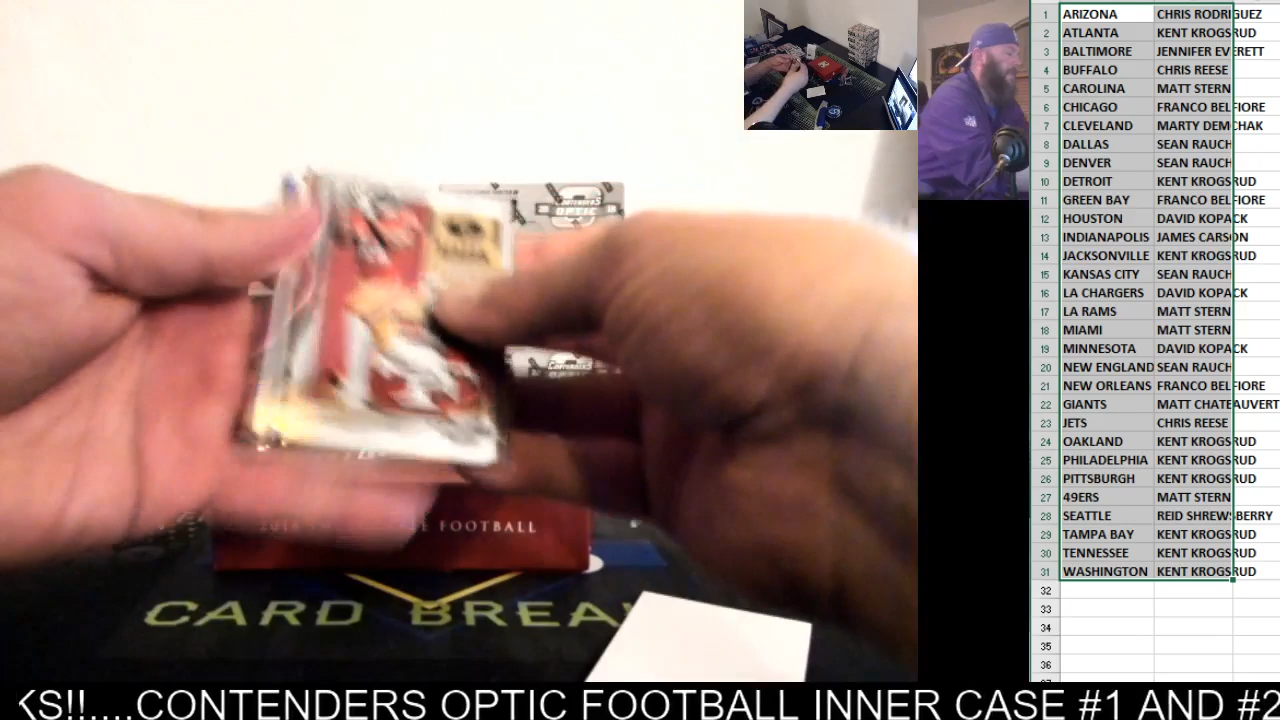 1 ARIZONA CHRIS RODRIGUEZ
2 ATLANTA KENT KROGSRUD
3 BALTIMORE JENNIFER EVERETT
4 BUFFALO CHRIS REESE
5 CAROLINA MATT STERN
6 CHICAGO FRANCO BELFIORE
7 CLEVELAND MARTY DEMCHAK
8 DALLAS SEAN RAUCH
9 DENVER SEAN RAUCH
10 DETROIT KENT KROGSRUD
11 GREEN BAY FRANCO BELFIORE
12 HOUSTON DAVID KOPACK
13 INDIANAPOLIS JAMES CARSON
14 JACKSONVILLE KENT KROGSRUD
15 KANSAS CITY SEAN RAUCH
16 LA CHARGERS DAVID KOPACK
17 LA RAMS MATT STERN
18 MIAMI MATT STERN
19 MINNESOTA DAVID KOPACK
20 NEW ENGLAND SEAN RAUCH
21 NEW ORLEANS FRANCO BELFIORE
22 GIANTS MATT CHATEAUVERT
23 JETS CHRIS REESE
24 OAKLAND KENT KROGSRUD
25 PHILADELPHIA KENT KROGSRUD
26 PITTSBURGH KENT KROGSRUD
27 49ERS MATT STERN
28 SEATTLE REID SHREWSBERRY
29 TAMPA BAY KENT KROGSRUD
30 TENNESSEE KENT KROGSRUD
31 WASHINGTON KENT KROGSRUD
32
33
34
35
36
CONTENDERS
OPTIC
CONTENDERS
FOOTBALL
CARD BREA
KS!!....CONTENDERS OPTIC FOOTBALL INNER CASE #1 AND #2